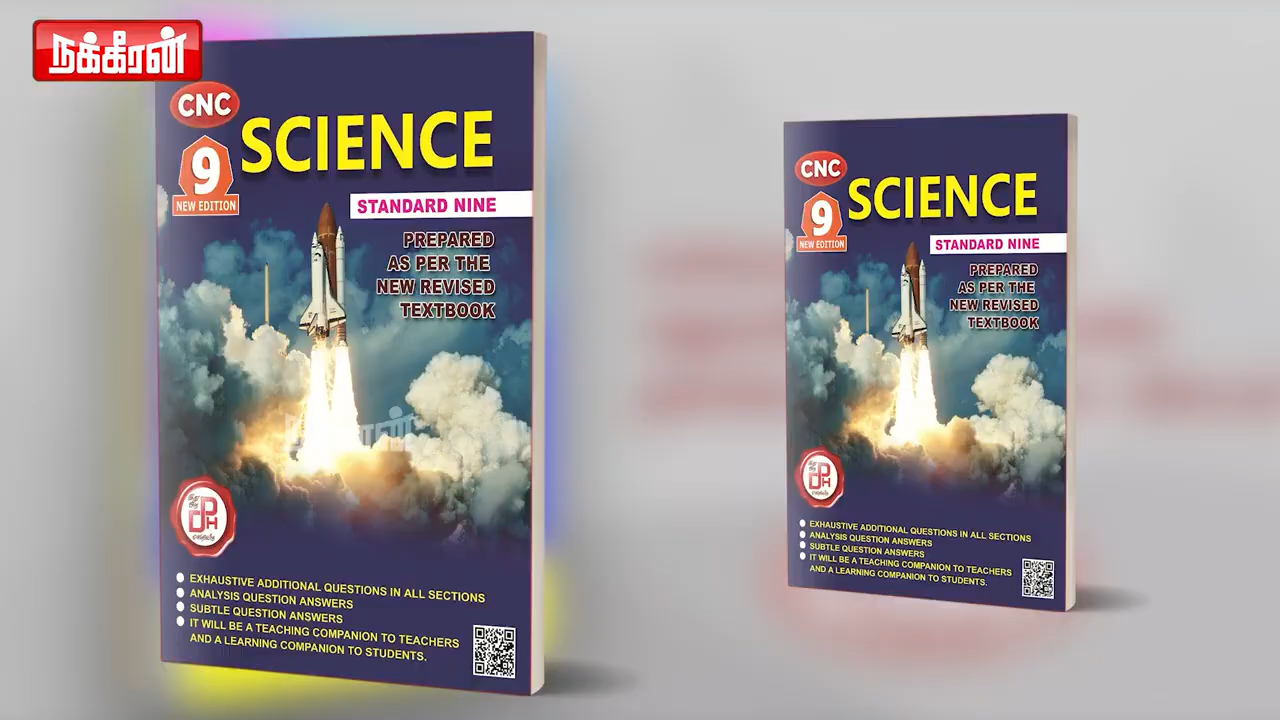 நக்கீரன்
CNC
9
NEW EDITION
SCIENCE
STANDARD NINE
PREPARED
AS PER THE
NEW REVISED
TEXTBOOK
EXHAUSTIVE ADDITIONAL QUESTIONS IN ALL SECTIONS
ANALYSIS QUESTION ANSWERS
SUBTLE QUESTION ANSWERS
IT WILL BE A TEACHING COMPANION TO TEACHERS
AND A LEARNING COMPANION TO STUDENTS.
CNC
9
NEW EDITION
SCIENCE
STANDARD NINE
PREPARED
AS PER THE
NEW REVISED
TEXTBOOK
EXHAUSTIVE ADDITIONAL QUESTIONS IN ALL SECTIONS
ANALYSIS QUESTION ANSWERS
SUBTLE QUESTION ANSWERS
IT WILL BE A TEACHING COMPANION TO TEACHERS
AND A LEARNING COMPANION TO STUDENTS.